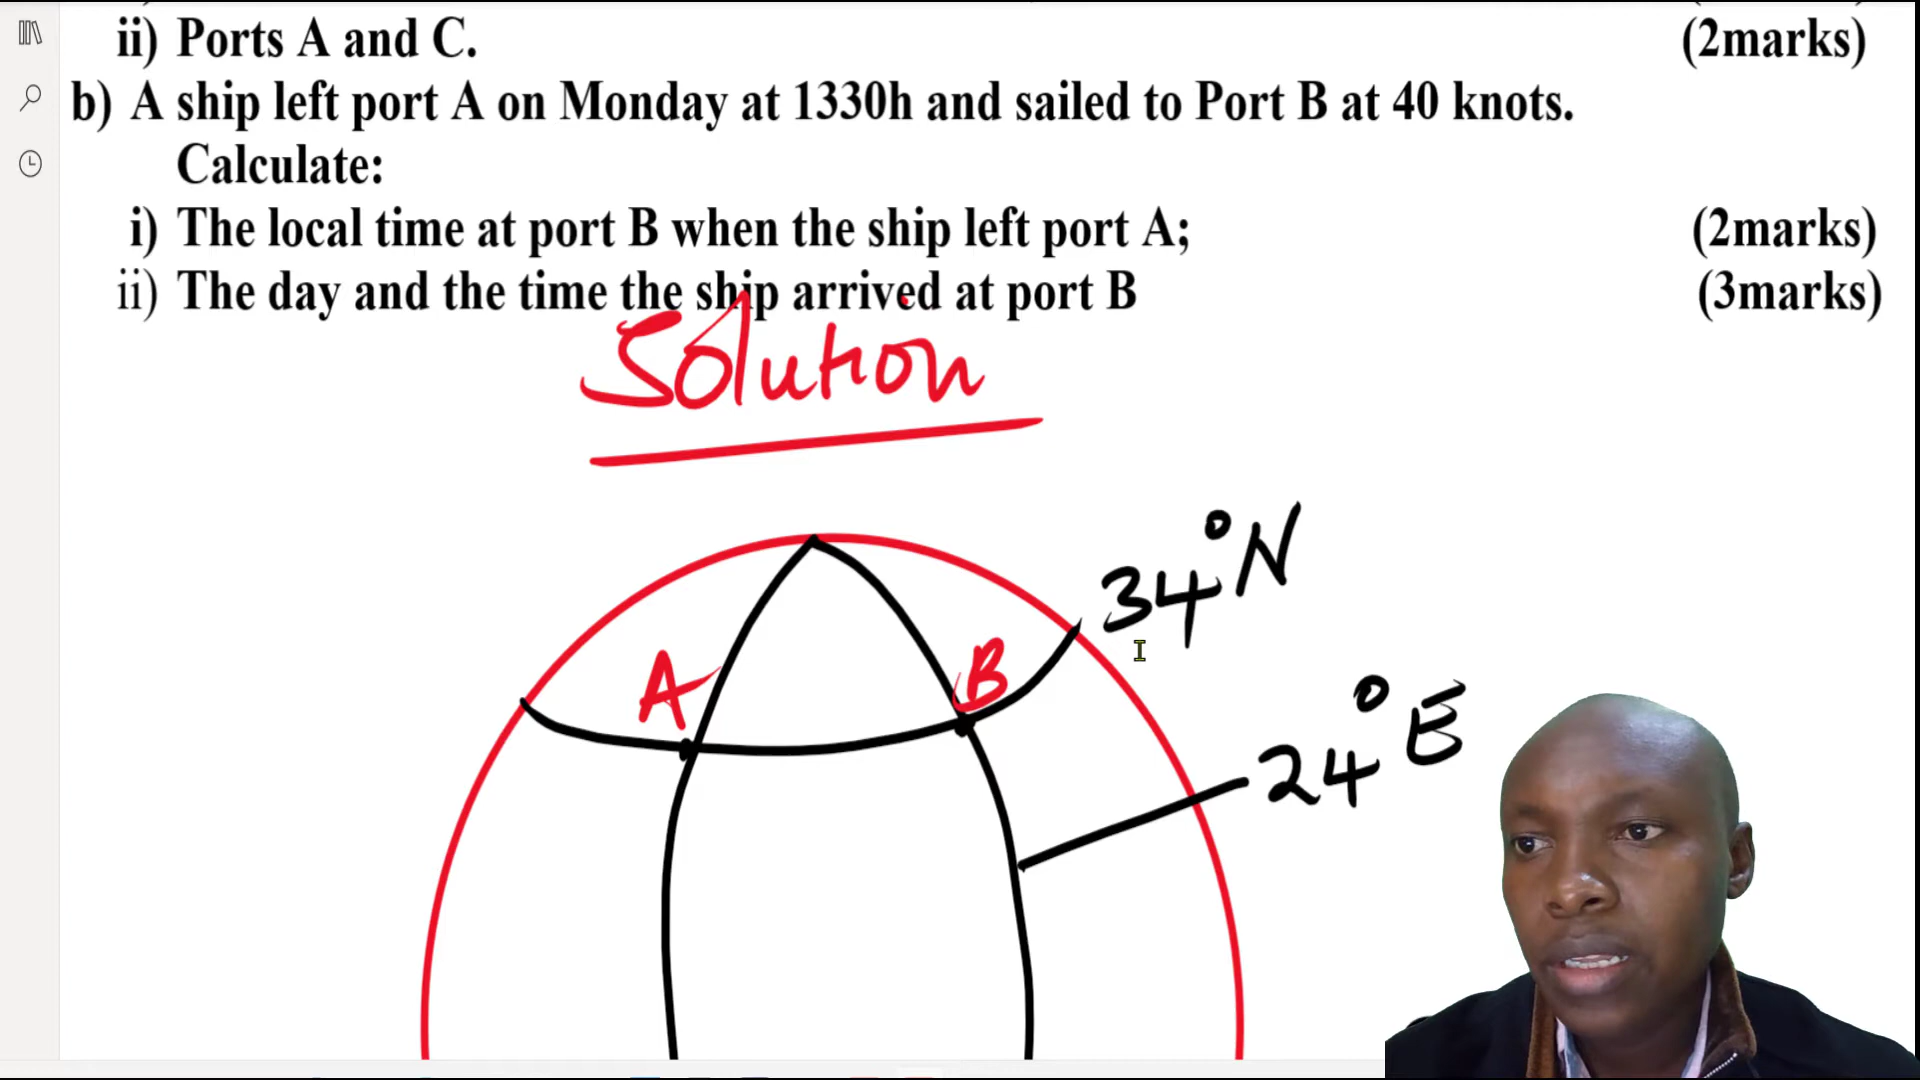 ii) Ports A and C. (2marks)
b) A ship left port A on Monday at 1330h and sailed to Port B at 40 knots.
Calculate:
i) The local time at port B when the ship left port A; (2marks)
ii) The day and the time the ship arrived at port B (3marks)
Solution
34°N
A B
24°E